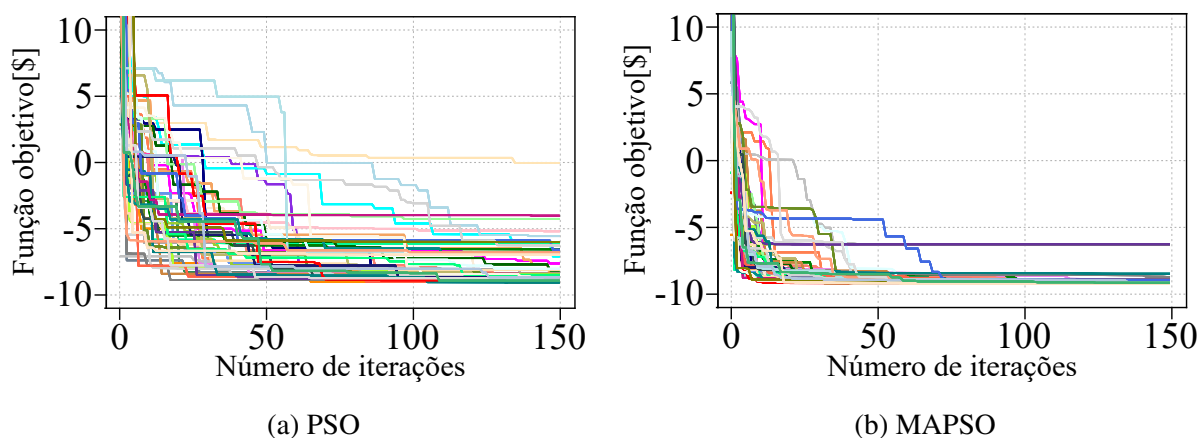 10
5
0
-5
-10
Função objetivo[$]
0 50 100 150
Número de iterações
(a) PSO
10
5
0
-5
-10
Função objetivo[$]
0 50 100 150
Número de iterações
(b) MAPSO